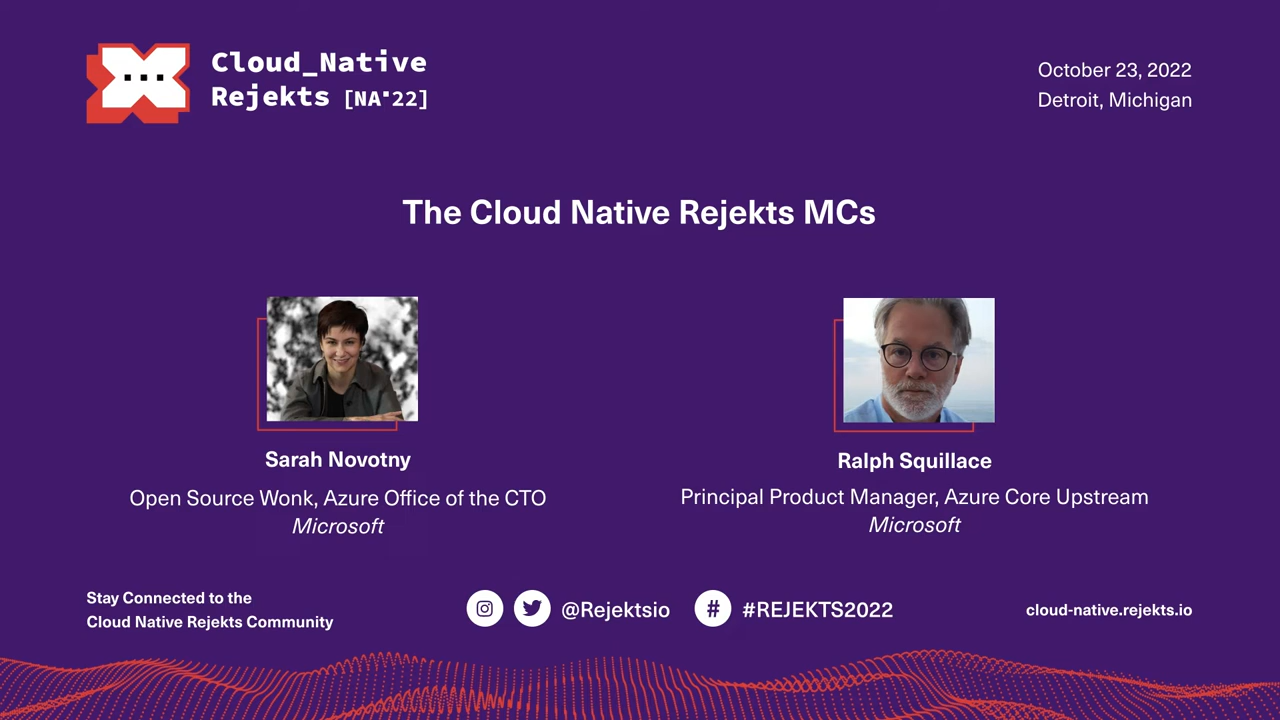 Cloud_Native
Rejekts [NA'22]
October 23, 2022
Detroit, Michigan
The Cloud Native Rejekts MCs
Sarah Novotny
Open Source Wonk, Azure Office of the CTO
Microsoft
Ralph Squillace
Principal Product Manager, Azure Core Upstream
Microsoft
Stay Connected to the
Cloud Native Rejekts Community
@Rejektsio
# #REJEKTS2022
cloud-native.rejekts.io